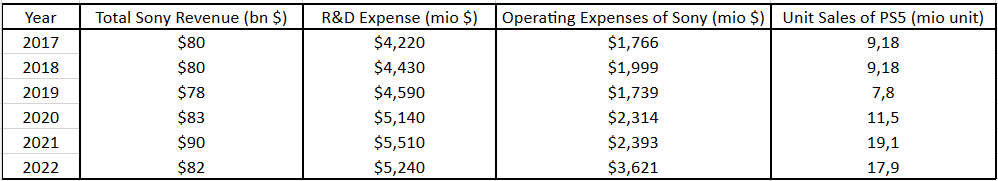 Year Total Sony Revenue (bn $) R&D Expense (mio $) Operating Expenses of Sony (mio $) Unit Sales of PS5 (mio unit)
2017 $80 $4,220 $1,766 9,18
2018 $80 $4,430 $1,999 9,18
2019 $78 $4,590 $1,739 7,8
2020 $83 $5,140 $2,314 11,5
2021 $90 $5,510 $2,393 19,1
2022 $82 $5,240 $3,621 17,9